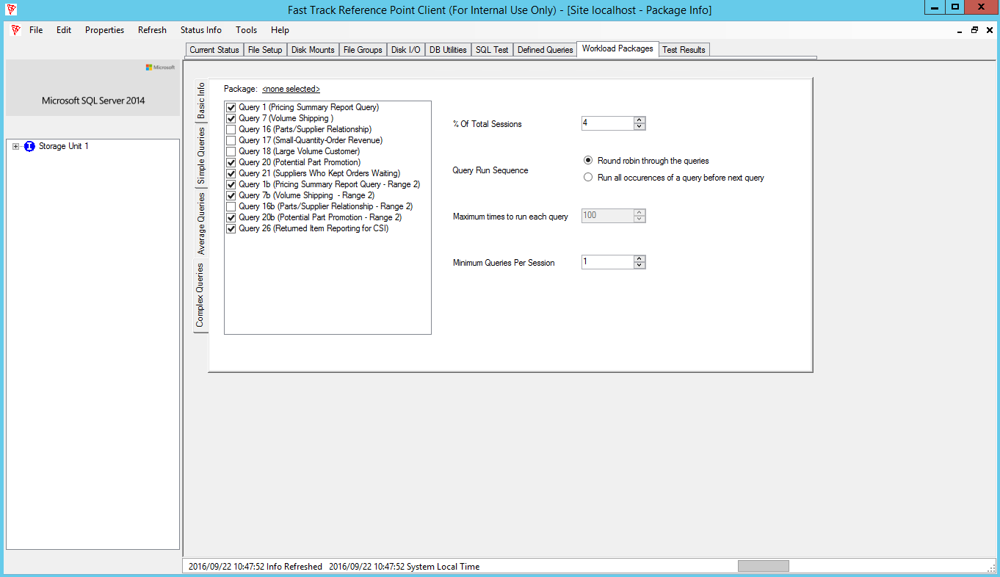 Fast Track Reference Point Client (For Internal Use Only) - [Site localhost - Package Info]
File Edit Properties Refresh Status Info Tools Help
Current Status File Setup Disk Mounts File Groups Disk I/O DB Utilities SQL Test Defined Queries Workload Packages Test Results
Microsoft
Microsoft SQL Server 2014
Storage Unit 1
Basic Info
Simple Queries
Average Queries
Complex Queries
Package: <none selected>
Query 1 (Pricing Summary Report Query)
Query 7 (Volume Shipping )
Query 16 (Parts/Supplier Relationship)
Query 17 (Small-Quantity-Order Revenue)
Query 18 (Large Volume Customer)
Query 20 (Potential Part Promotion)
Query 21 (Suppliers Who Kept Orders Waiting)
Query 1b (Pricing Summary Report Query - Range 2)
Query 7b (Volume Shipping  - Range 2)
Query 16b (Parts/Supplier Relationship - Range 2)
Query 20b (Potential Part Promotion - Range 2)
Query 26 (Returned Item Reporting for CSI)
% Of Total Sessions 4
Query Run Sequence
Round robin through the queries
Run all occurences of a query before next query
Maximum times to run each query 100
Minimum Queries Per Session 1
2016/09/22 10:47:52 Info Refreshed 2016/09/22 10:47:52 System Local Time